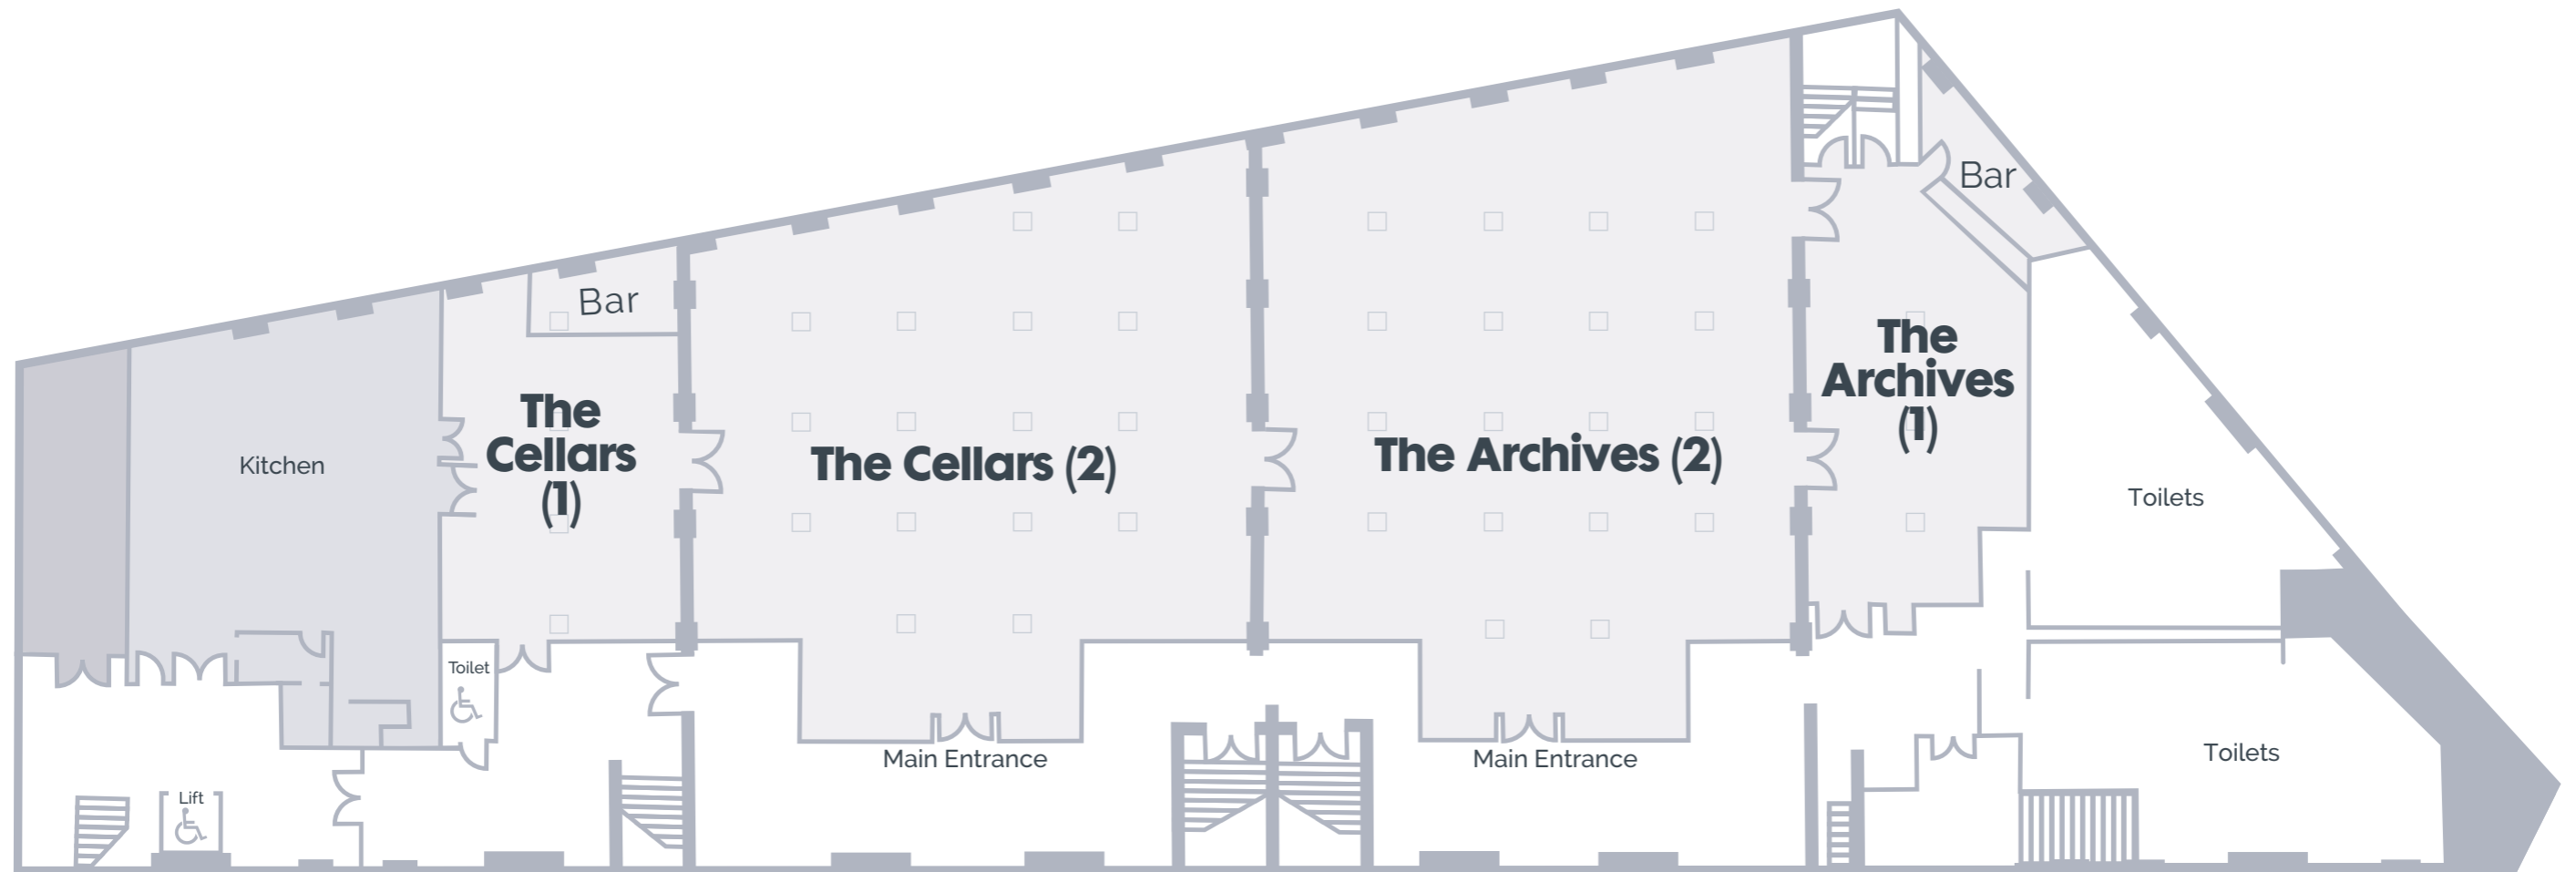 Bar
Bar
The
Cellars
(1)
The
Archives
(1)
Kitchen
The Cellars (2)
The Archives (2)
Toilets
Toilet
Main Entrance
Main Entrance
Toilets
Lift